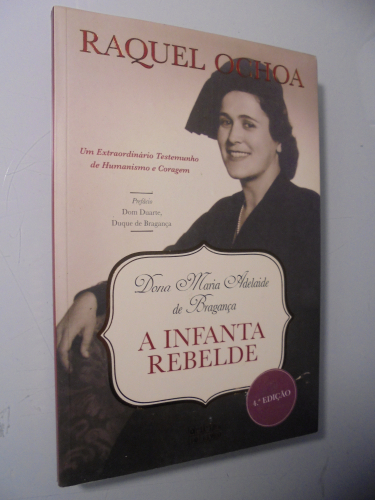 RAQUEL OCHOA
Um Extraordinário Testemunho
de Humanismo e Coragem
Prefácio
Dom Duarte,
Duque de Bragança
Dona Maria Adelaide
de Bragança
A INFANTA
REBELDE
4.ª EDIÇÃO